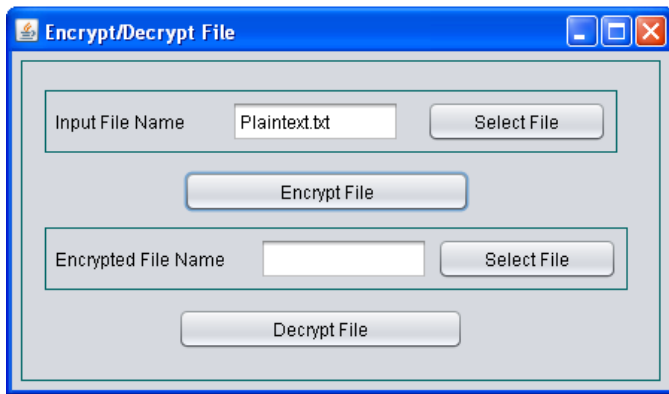 Encrypt/Decrypt File
Input File Name Plaintext.txt Select File
Encrypt File
Encrypted File Name Select File
Decrypt File